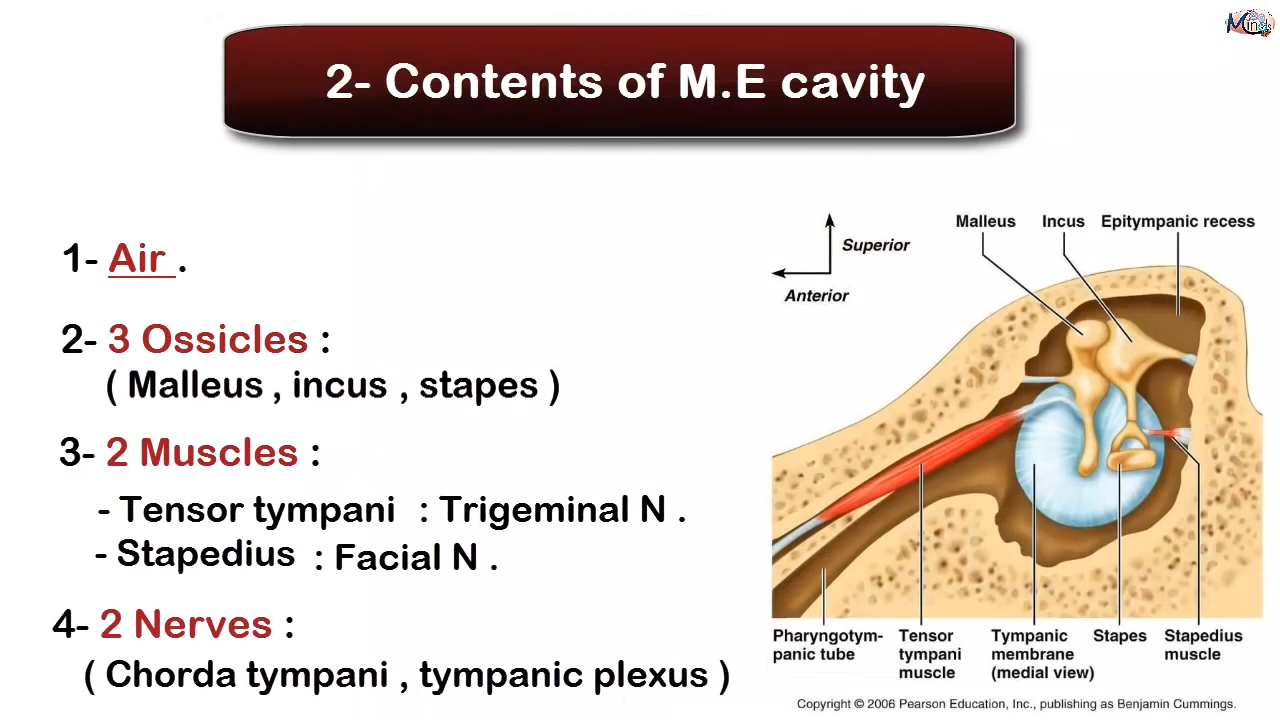 Minds
2- Contents of M.E cavity
1- Air .
2- 3 Ossicles :
( Malleus , incus , stapes )
3- 2 Muscles :
- Tensor tympani : Trigeminal N .
- Stapedius : Facial N .
4- 2 Nerves :
( Chorda tympani , tympanic plexus )
Superior
Anterior
Malleus
Incus
Epitympanic recess
Pharyngotym-
panic tube
Tensor
tympani
muscle
Tympanic
membrane
(medial view)
Stapes
Stapedius
muscle
Copyright © 2006 Pearson Education, Inc., publishing as Benjamin Cummings.